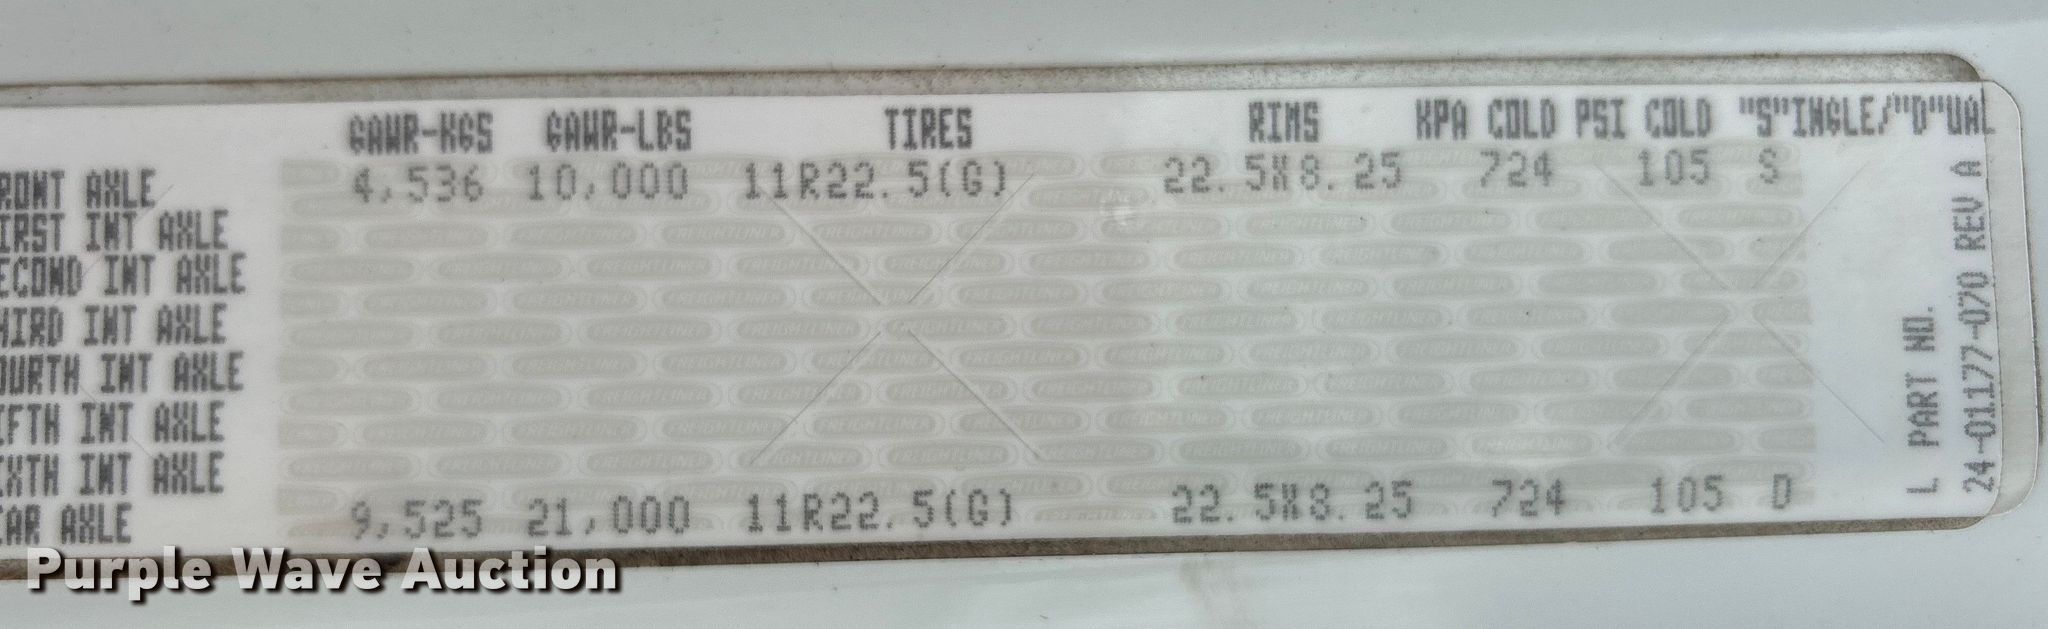 GAWR-KGS GAWR-LBS TIRES RIMS KPA COLD PSI COLD "S"INGLE/"D"UAL
RONT AXLE 4,536 10,000 11R22.5(G) 22.5X8.25 724 105 S
IRST INT AXLE
ECOND INT AXLE
HIRD INT AXLE
OURTH INT AXLE
IFTH INT AXLE
IXTH INT AXLE
EAR AXLE 9,525 21,000 11R22.5(G) 22.5X8.25 724 105 D
L PART NO.
24-01177-070 REV A
FREIGHTLINER
Purple Wave Auction